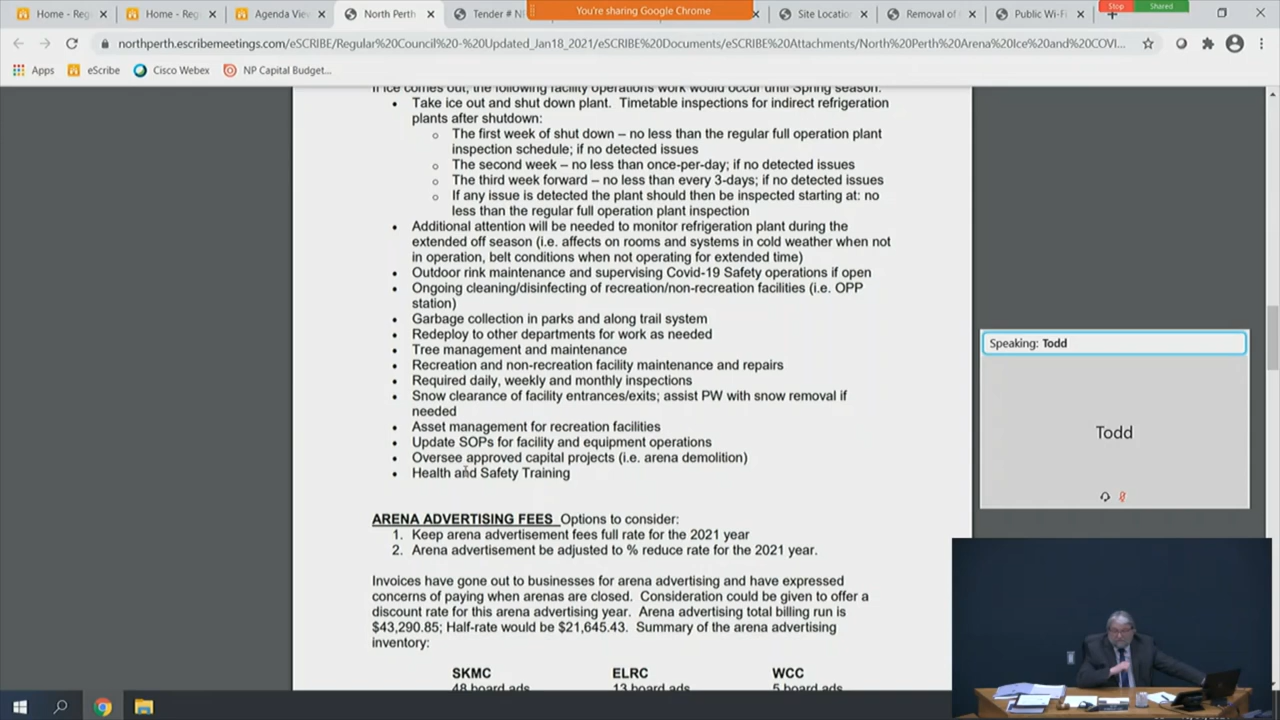 Home - Reg
Home - Reg
Agenda View
North Perth
Tender # N
You're sharing Google Chrome
Site Locatio
Removal of
Public Wi-F
Stop
Shared
northperth.escribemeetings.com/eSCRIBE/Regular%20Council%20-%20Updated_Jan18_2021/eSCRIBE%20Documents/eSCRIBE%20Attachments/North%20Perth%20Arena%20Ice%20and%20COVI...
Apps
eScribe
Cisco Webex
NP Capital Budget...
If ice comes out, the following facility operations work would occur until Spring season.
• Take ice out and shut down plant. Timetable inspections for indirect refrigeration
plants after shutdown:
o The first week of shut down – no less than the regular full operation plant
inspection schedule; if no detected issues
o The second week – no less than once-per-day; if no detected issues
o The third week forward – no less than every 3-days; if no detected issues
o If any issue is detected the plant should then be inspected starting at: no
less than the regular full operation plant inspection
• Additional attention will be needed to monitor refrigeration plant during the
extended off season (i.e. affects on rooms and systems in cold weather when not
in operation, belt conditions when not operating for extended time)
• Outdoor rink maintenance and supervising Covid-19 Safety operations if open
• Ongoing cleaning/disinfecting of recreation/non-recreation facilities (i.e. OPP
station)
• Garbage collection in parks and along trail system
• Redeploy to other departments for work as needed
• Tree management and maintenance
• Recreation and non-recreation facility maintenance and repairs
• Required daily, weekly and monthly inspections
• Snow clearance of facility entrances/exits; assist PW with snow removal if
needed
• Asset management for recreation facilities
• Update SOPs for facility and equipment operations
• Oversee approved capital projects (i.e. arena demolition)
• Health and Safety Training
ARENA ADVERTISING FEES Options to consider:
1. Keep arena advertisement fees full rate for the 2021 year
2. Arena advertisement be adjusted to % reduce rate for the 2021 year.
Invoices have gone out to businesses for arena advertising and have expressed
concerns of paying when arenas are closed. Consideration could be given to offer a
discount rate for this arena advertising year. Arena advertising total billing run is
$43,290.85; Half-rate would be $21,645.43. Summary of the arena advertising
inventory:
SKMC ELRC WCC
48 board ads 13 board ads 5 board ads
Speaking: Todd
Todd